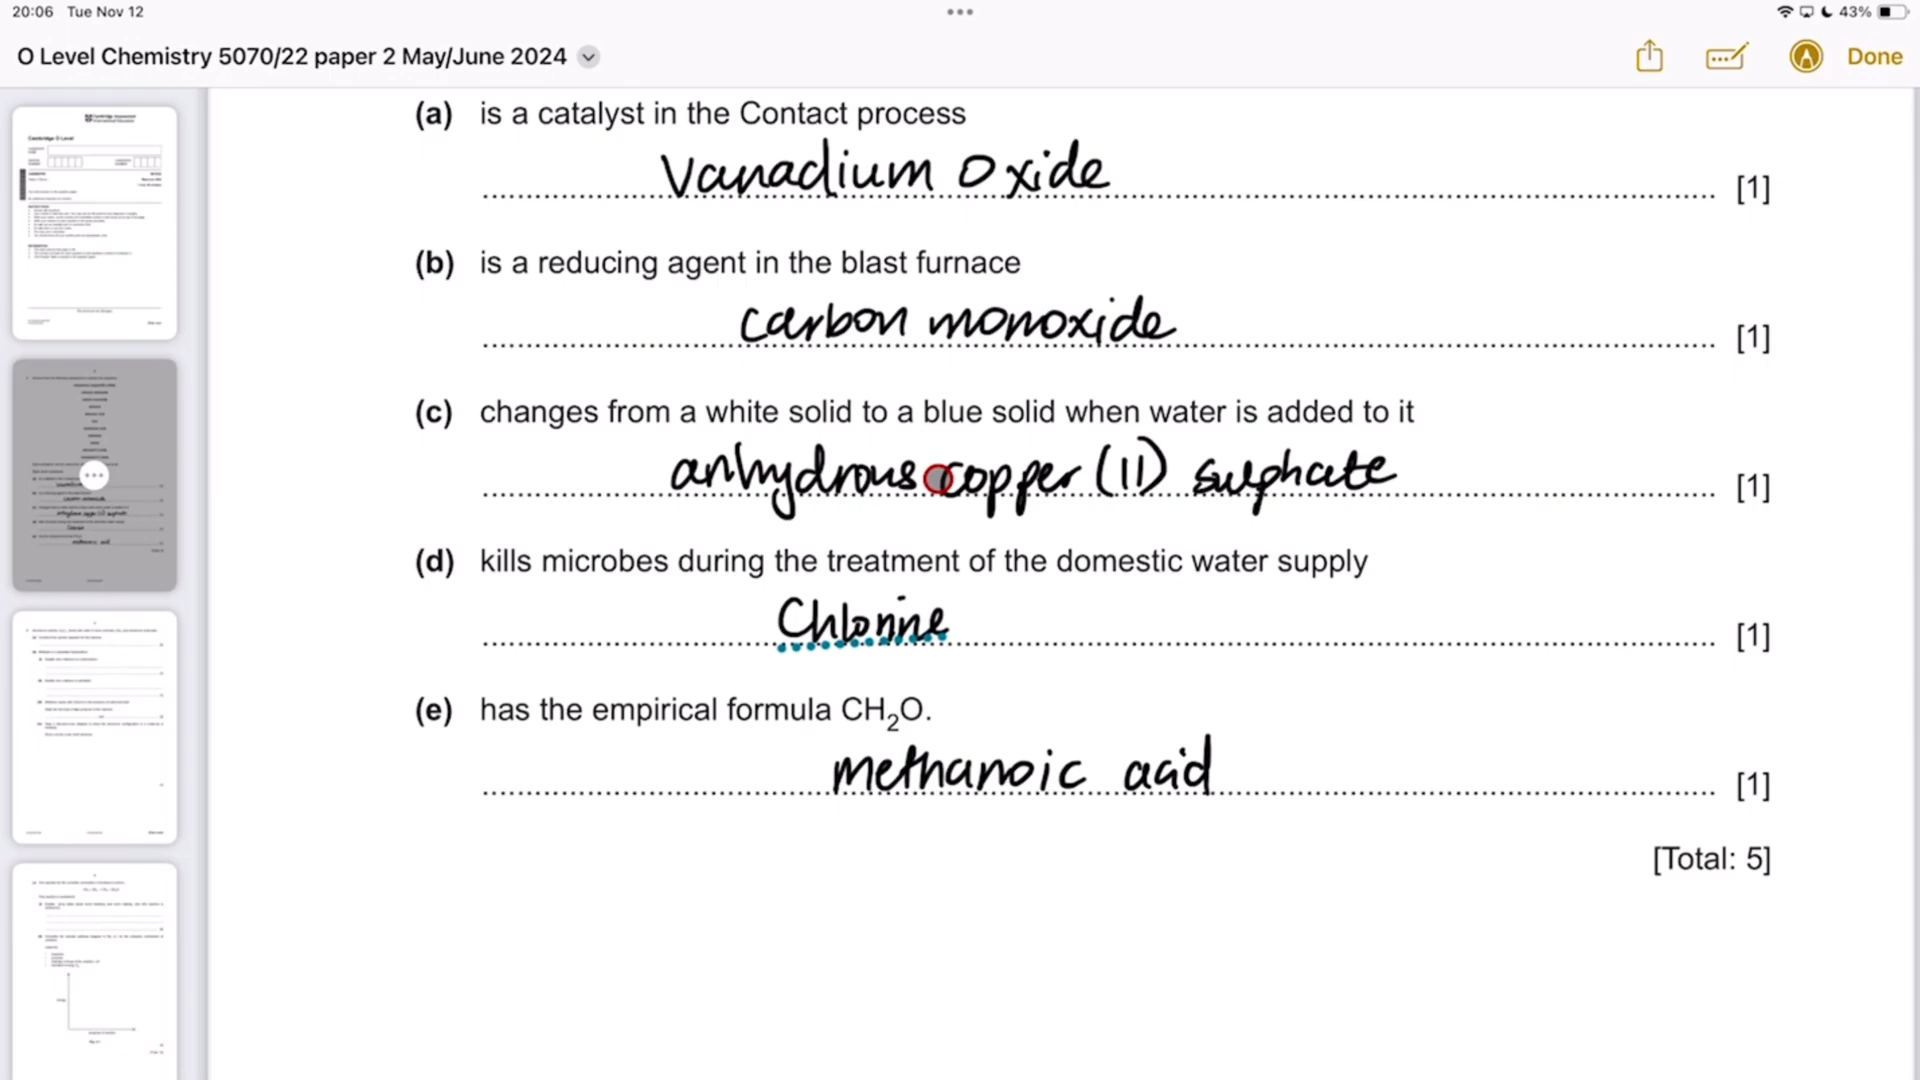 20:06 Tue Nov 12
43%
O Level Chemistry 5070/22 paper 2 May/June 2024
Done
(a) is a catalyst in the Contact process
Vanadium Oxide [1]
(b) is a reducing agent in the blast furnace
carbon monoxide [1]
(c) changes from a white solid to a blue solid when water is added to it
anhydrous copper (II) sulphate [1]
(d) kills microbes during the treatment of the domestic water supply
Chlorine [1]
(e) has the empirical formula CH₂O.
methanoic acid [1]
[Total: 5]